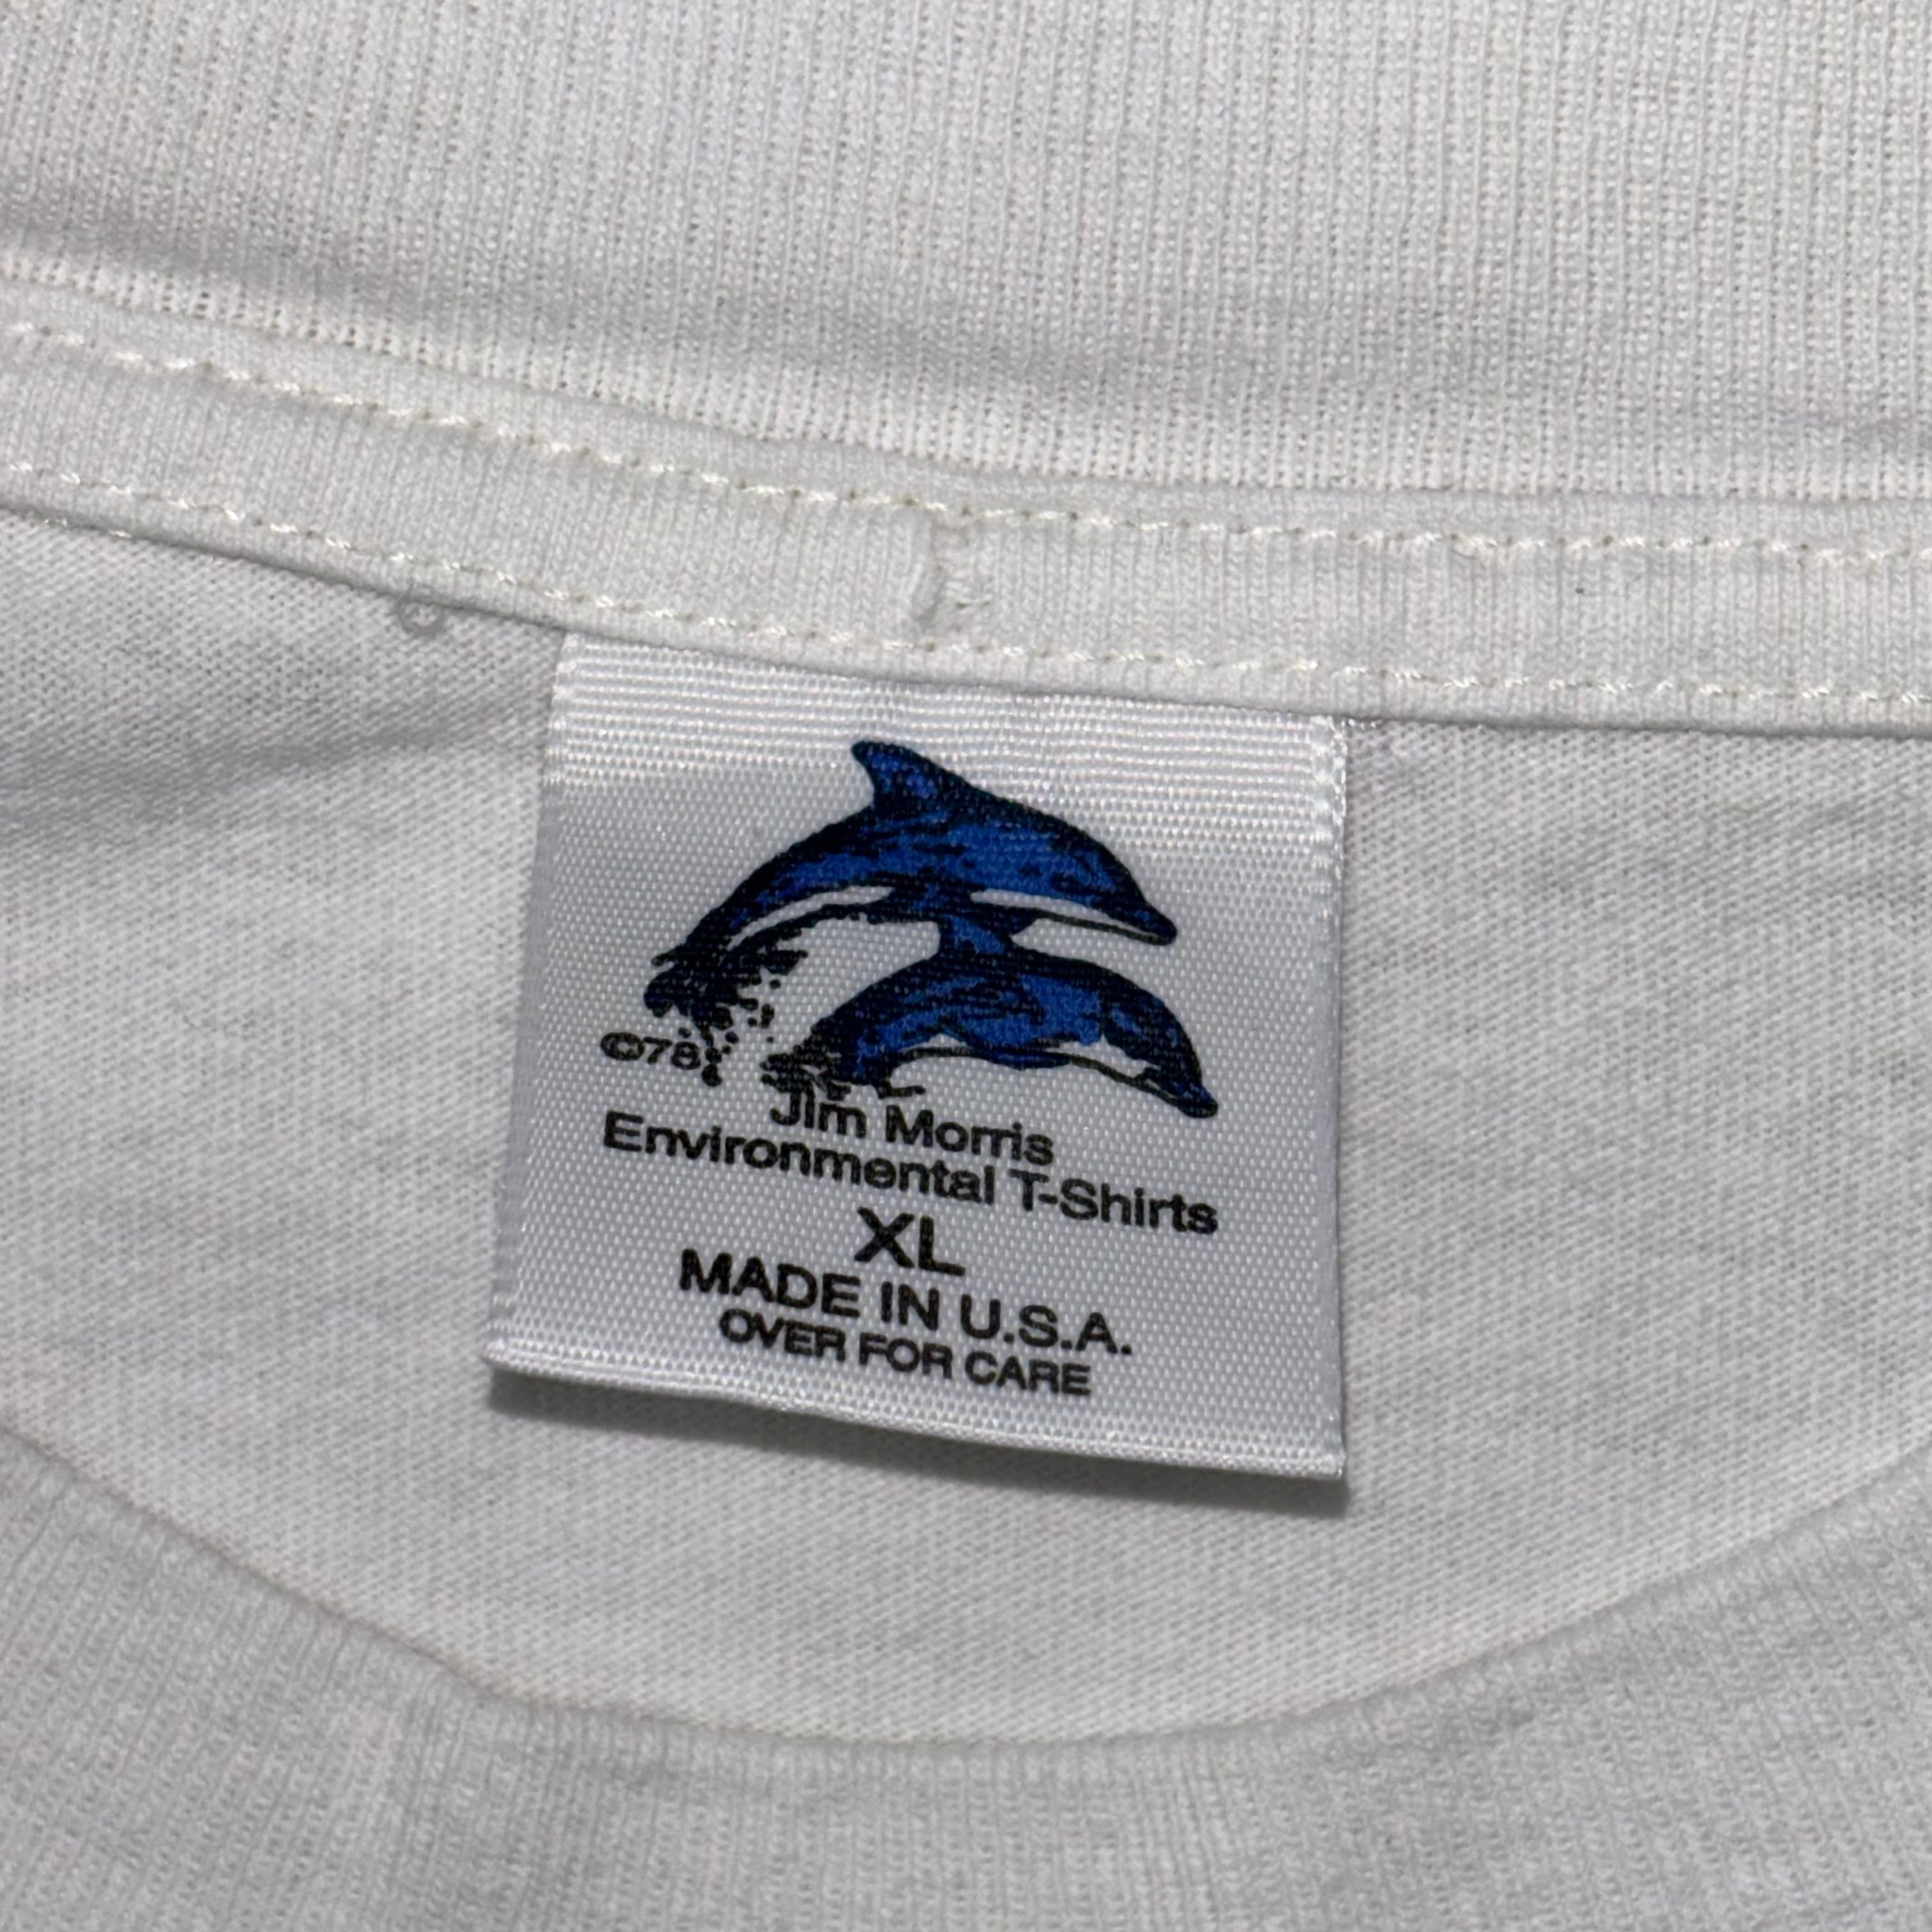 ©78
Jim Morris
Environmental T-Shirts
XL
MADE IN U.S.A.
OVER FOR CARE